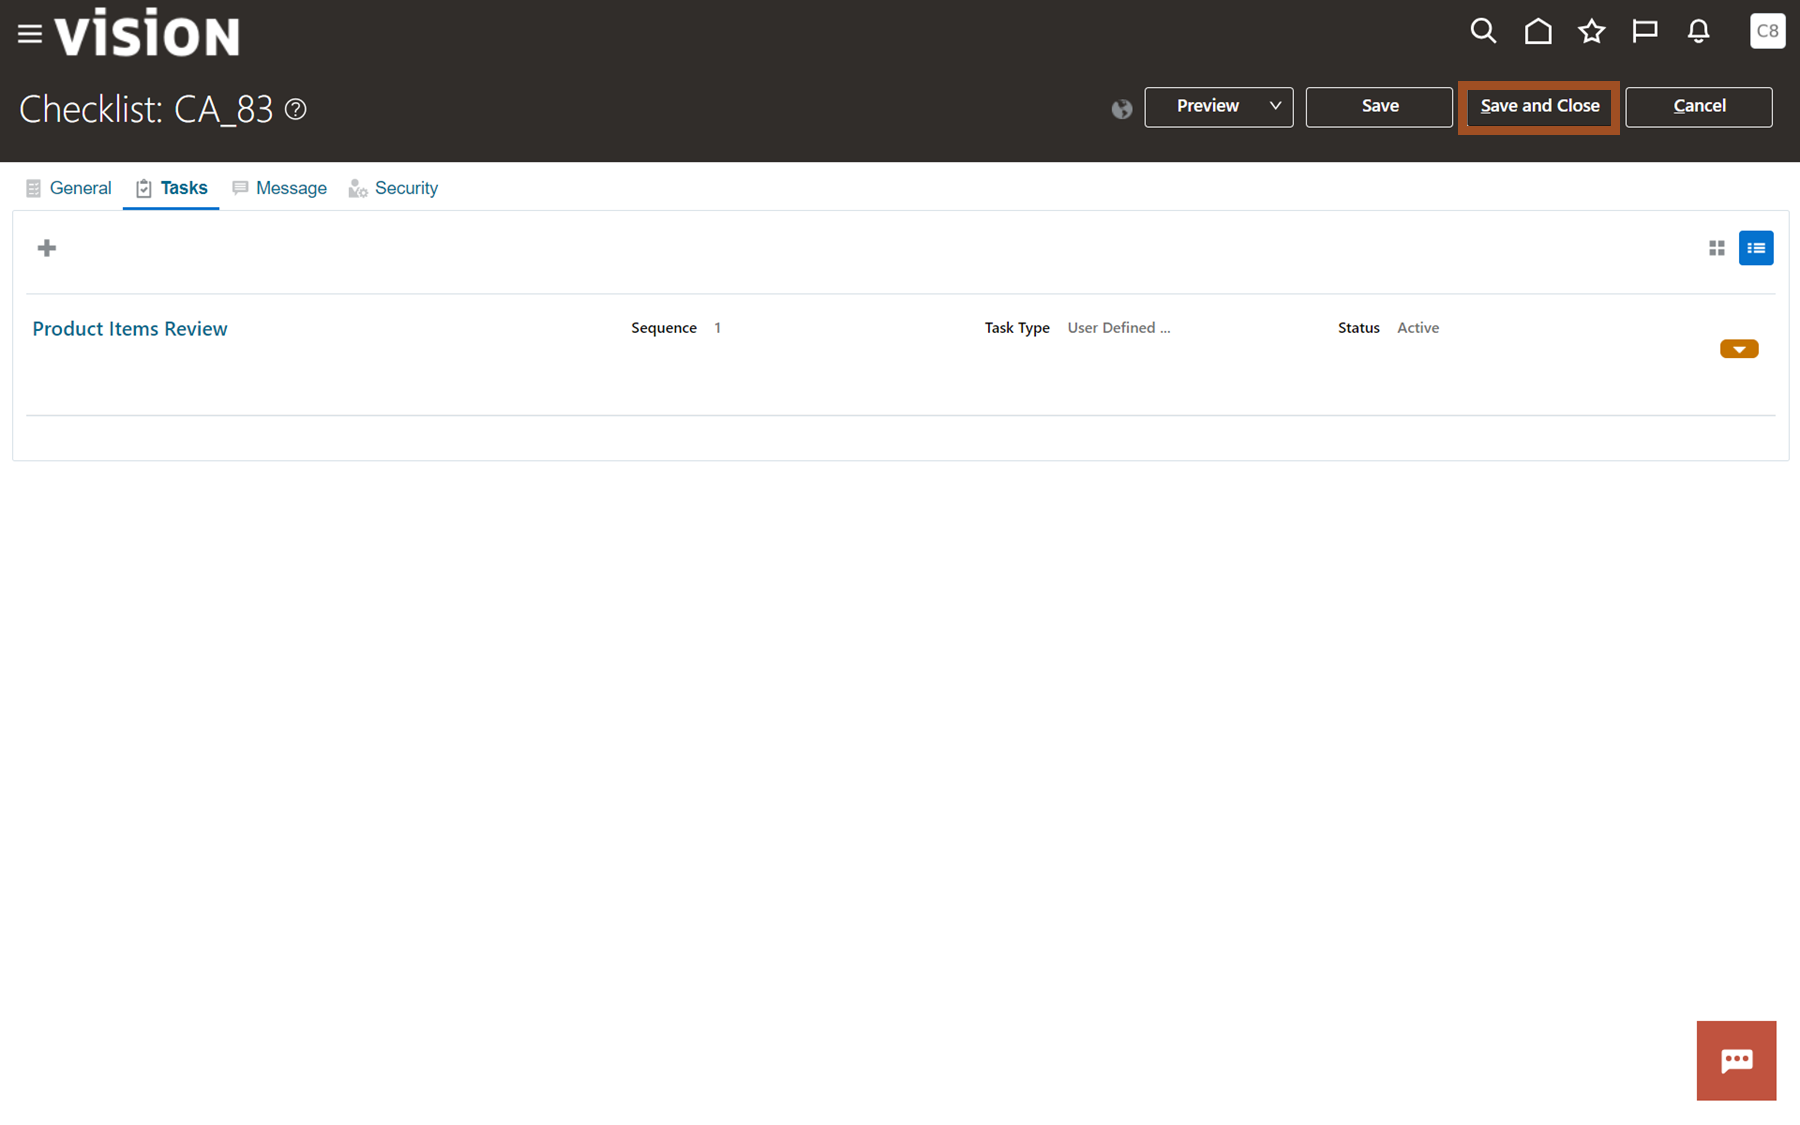 VISION
C8
Checklist: CA_83
Preview
Save
Save and Close
Cancel
General
Tasks
Message
Security
Product Items Review
Sequence 1
Task Type User Defined ...
Status Active